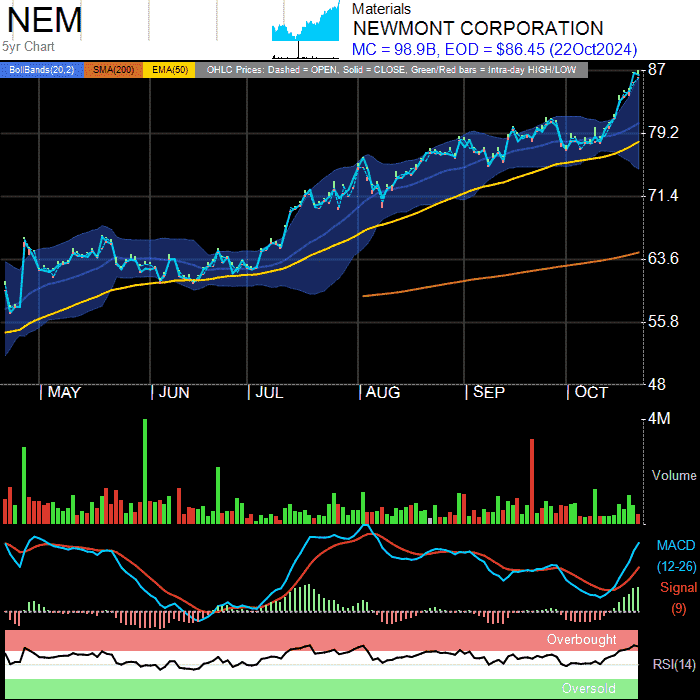 NEM
5yr Chart
Materials
NEWMONT CORPORATION
MC = 98.9B, EOD = $86.45 (22Oct2024)
BollBands(20,2) SMA(200) EMA(50) OHLC Prices: Dashed = OPEN, Solid = CLOSE, Green/Red bars = Intra-day HIGH/LOW
87
79.2
71.4
63.6
55.8
48
MAY JUN JUL AUG SEP OCT
4M
Volume
MACD
(12-26)
Signal
(9)
Overbought
RSI(14)
Oversold